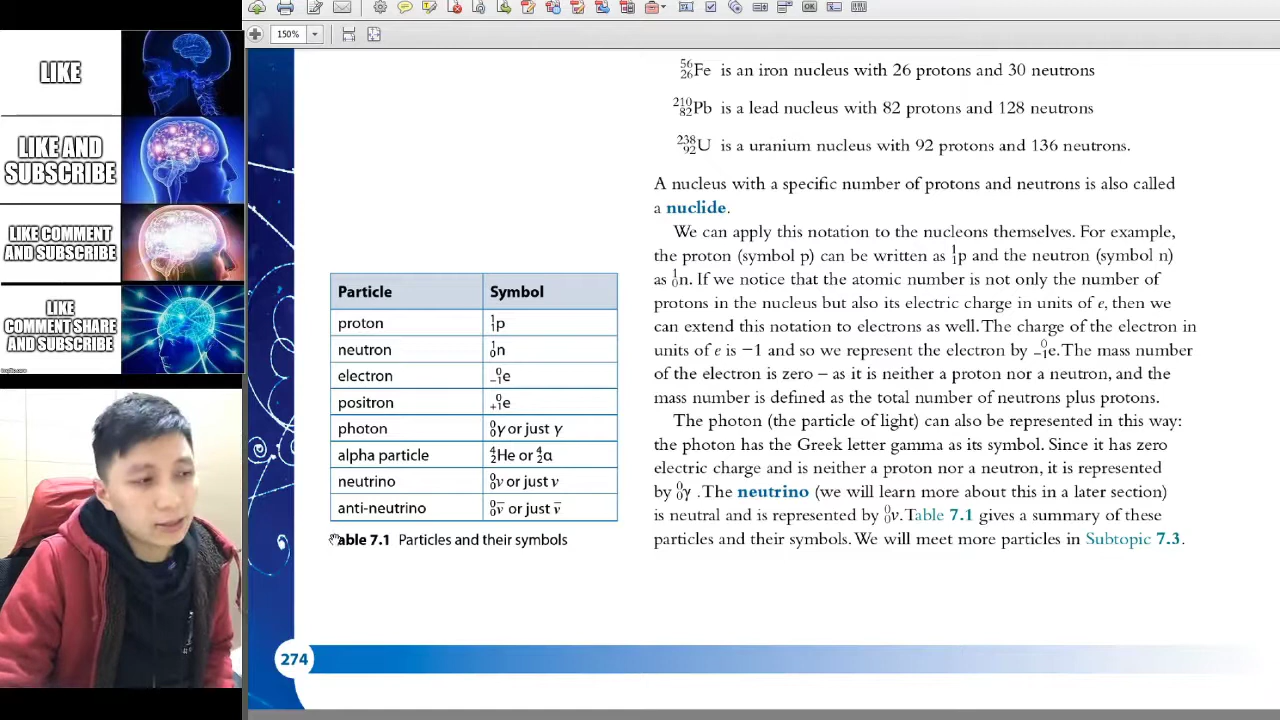 LIKE
LIKE AND
SUBSCRIBE
LIKE COMMENT
AND SUBSCRIBE
LIKE
COMMENT SHARE
AND SUBSCRIBE
imgflip.com
150%
⁵⁶₂₆Fe is an iron nucleus with 26 protons and 30 neutrons
²¹⁰₈₂Pb is a lead nucleus with 82 protons and 128 neutrons
²³⁸₉₂U is a uranium nucleus with 92 protons and 136 neutrons.
A nucleus with a specific number of protons and neutrons is also called
a nuclide.
We can apply this notation to the nucleons themselves. For example,
the proton (symbol p) can be written as ¹₁p and the neutron (symbol n)
as ¹₀n. If we notice that the atomic number is not only the number of
protons in the nucleus but also its electric charge in units of e, then we
can extend this notation to electrons as well. The charge of the electron in
units of e is −1 and so we represent the electron by ⁰₋₁e. The mass number
of the electron is zero – as it is neither a proton nor a neutron, and the
mass number is defined as the total number of neutrons plus protons.
The photon (the particle of light) can also be represented in this way:
the photon has the Greek letter gamma as its symbol. Since it has zero
electric charge and is neither a proton nor a neutron, it is represented
by ⁰₀γ . The neutrino (we will learn more about this in a later section)
is neutral and is represented by ⁰₀ν. Table 7.1 gives a summary of these
particles and their symbols. We will meet more particles in Subtopic 7.3.
Particle Symbol
proton ¹₁p
neutron ¹₀n
electron ⁰₋₁e
positron ⁰₊₁e
photon ⁰₀γ or just γ
alpha particle ⁴₂He or ⁴₂α
neutrino ⁰₀ν or just ν
anti-neutrino ⁰₀ν̅ or just ν̅
able 7.1 Particles and their symbols
274